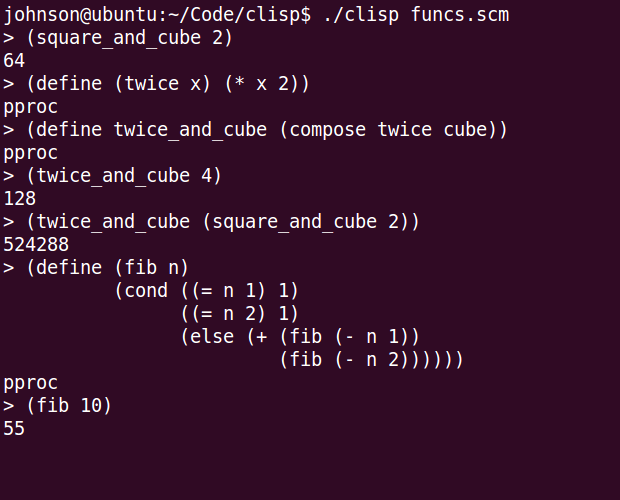 johnson@ubuntu:~/Code/clisp$ ./clisp funcs.scm
> (square_and_cube 2)
64
> (define (twice x) (* x 2))
pproc
> (define twice_and_cube (compose twice cube))
pproc
> (twice_and_cube 4)
128
> (twice_and_cube (square_and_cube 2))
524288
> (define (fib n)
          (cond ((= n 1) 1)
                ((= n 2) 1)
                (else (+ (fib (- n 1))
                         (fib (- n 2))))))
pproc
> (fib 10)
55